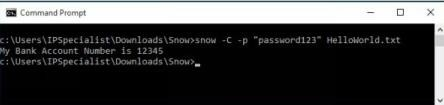 Command Prompt
c:\Users\IPSpecialist\Downloads\Snow>snow -C -p "password123" HelloWorld.txt
My Bank Account Number is 12345
c:\Users\IPSpecialist\Downloads\Snow>